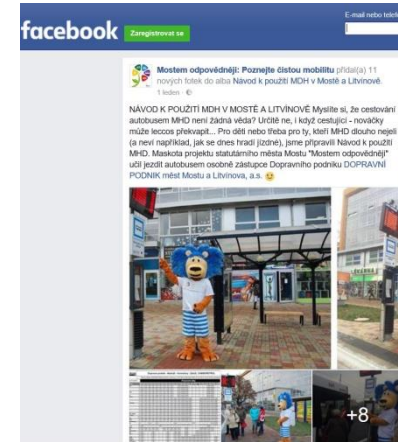 facebook
Zaregistrovat se
E-mail nebo telefo
Mostem odpovědněji: Poznejte čistou mobilitu přidal(a) 11
nových fotek do alba Návod k použití MDH v Mostě a Litvínově.
1 leden ·
NÁVOD K POUŽITÍ MDH V MOSTĚ A LITVÍNOVĚ Myslíte si, že cestování
autobusem MHD není žádná věda? Určitě ne, i když cestující - nováčky
může leccos překvapit... Pro děti nebo třeba pro ty, kteří MHD dlouho nejeli
(a neví například, jak se dnes hradí jízdné), jsme připravili Návod k použití
MHD. Maskota projektu statutárního města Mostu "Mostem odpovědněji"
učil jezdit autobusem osobně zástupce Dopravního podniku DOPRAVNÍ
PODNIK měst Mostu a Litvínova, a.s.
+8